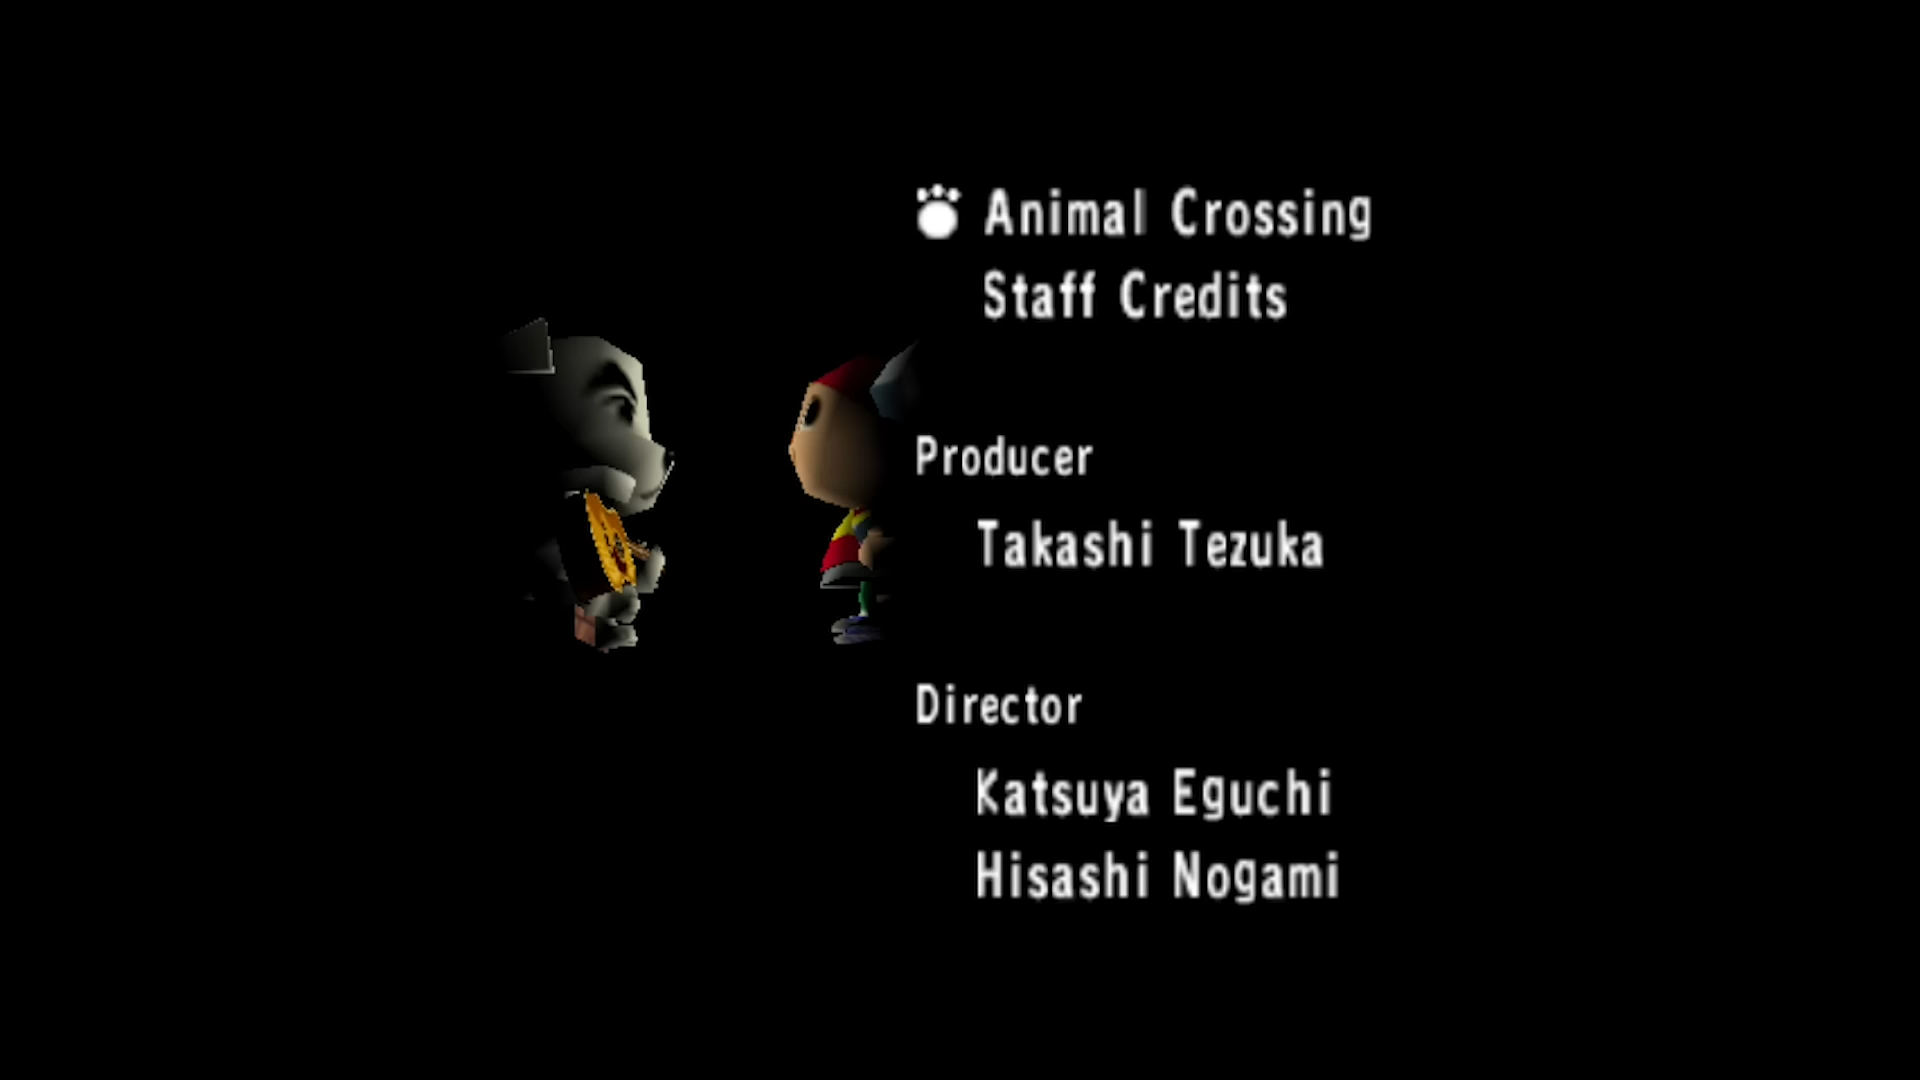 Animal Crossing
Staff Credits
Producer
Takashi Tezuka
Director
Katsuya Eguchi
Hisashi Nogami